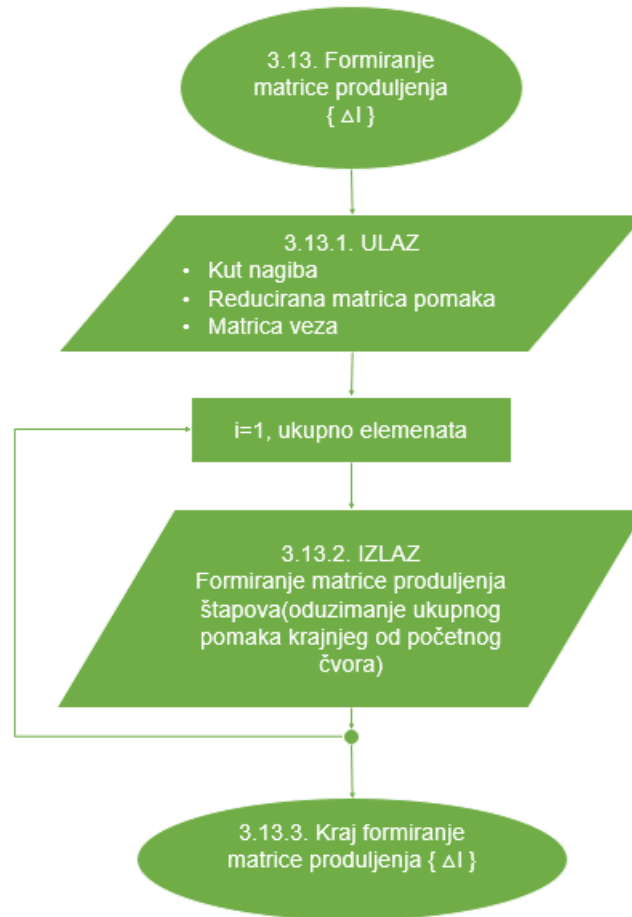 3.13. Formiranje
matrice produljenja
{ △l }
3.13.1. ULAZ
• Kut nagiba
• Reducirana matrica pomaka
• Matrica veza
i=1, ukupno elemenata
3.13.2. IZLAZ
Formiranje matrice produljenja
štapova(oduzimanje ukupnog
pomaka krajnjeg od početnog
čvora)
3.13.3. Kraj formiranje
matrice produljenja { △l }